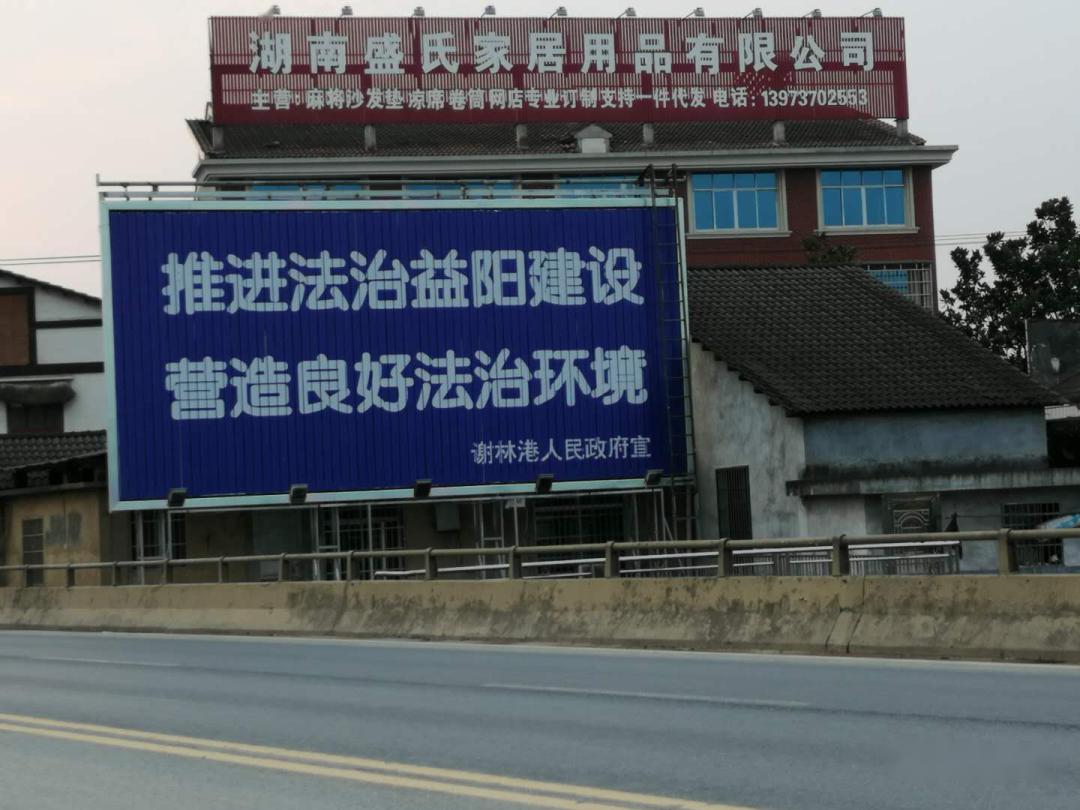 湖南盛氏家居用品有限公司
主营:麻将沙发垫 凉席 卷筒 网店专业订制支持一件代发 电话:13973702553
推进法治益阳建设
营造良好法治环境
谢林港人民政府宣